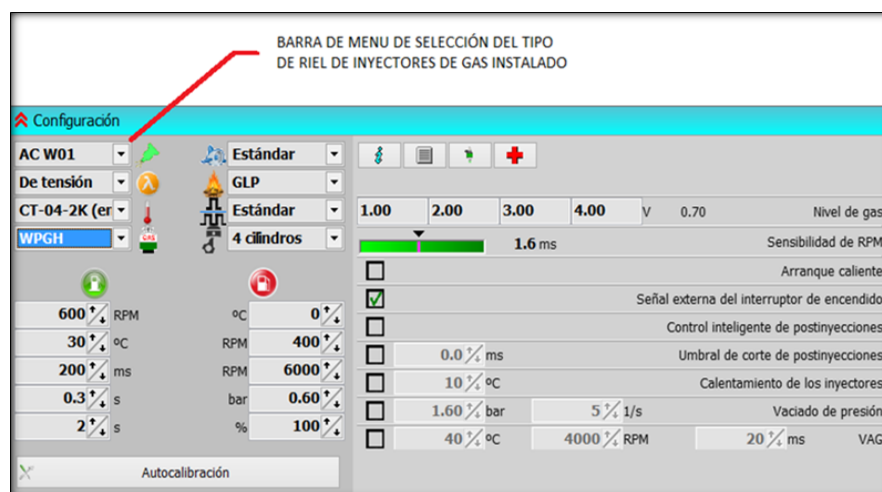 BARRA DE MENU DE SELECCIÓN DEL TIPO
DE RIEL DE INYECTORES DE GAS INSTALADO
Configuración
AC W01 Estándar
De tensión GLP
CT-04-2K (er Estándar
WPGH GAS 4 cilindros
600 RPM ºC 0
30 ºC RPM 400
200 ms RPM 6000
0.3 s bar 0.60
2 s % 100
Autocalibración
1.00 2.00 3.00 4.00 V 0.70 Nivel de gas
1.6 ms Sensibilidad de RPM
Arranque caliente
Señal externa del interruptor de encendido
Control inteligente de postinyecciones
0.0 ms Umbral de corte de postinyecciones
10 ºC Calentamiento de los inyectores
1.60 bar 5 1/s Vaciado de presión
40 ºC 4000 RPM 20 ms VAG